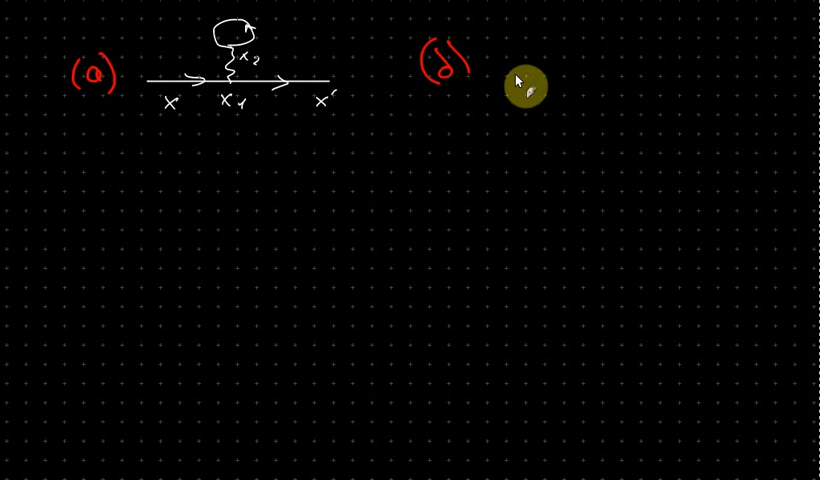 (a)
x₂
x x₁ x'
(d)